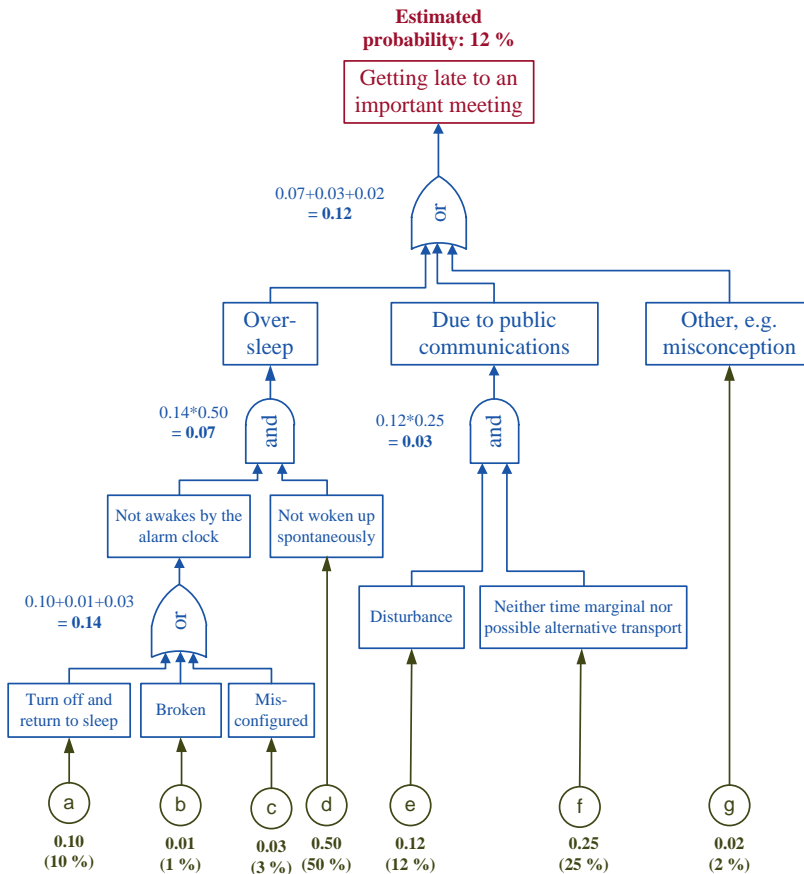 Estimated
probability: 12 %
Getting late to an
important meeting
0.07+0.03+0.02
= 0.12
or
Over-
sleep
Due to public
communications
Other, e.g.
misconception
0.14*0.50
= 0.07
and
0.12*0.25
= 0.03
and
Not awakes by the
alarm clock
Not woken up
spontaneously
0.10+0.01+0.03
= 0.14
or
Disturbance
Neither time marginal nor
possible alternative transport
Turn off and
return to sleep
Broken
Mis-
configured
a
b
c
d
e
f
g
0.10
(10 %)
0.01
(1 %)
0.03
(3 %)
0.50
(50 %)
0.12
(12 %)
0.25
(25 %)
0.02
(2 %)